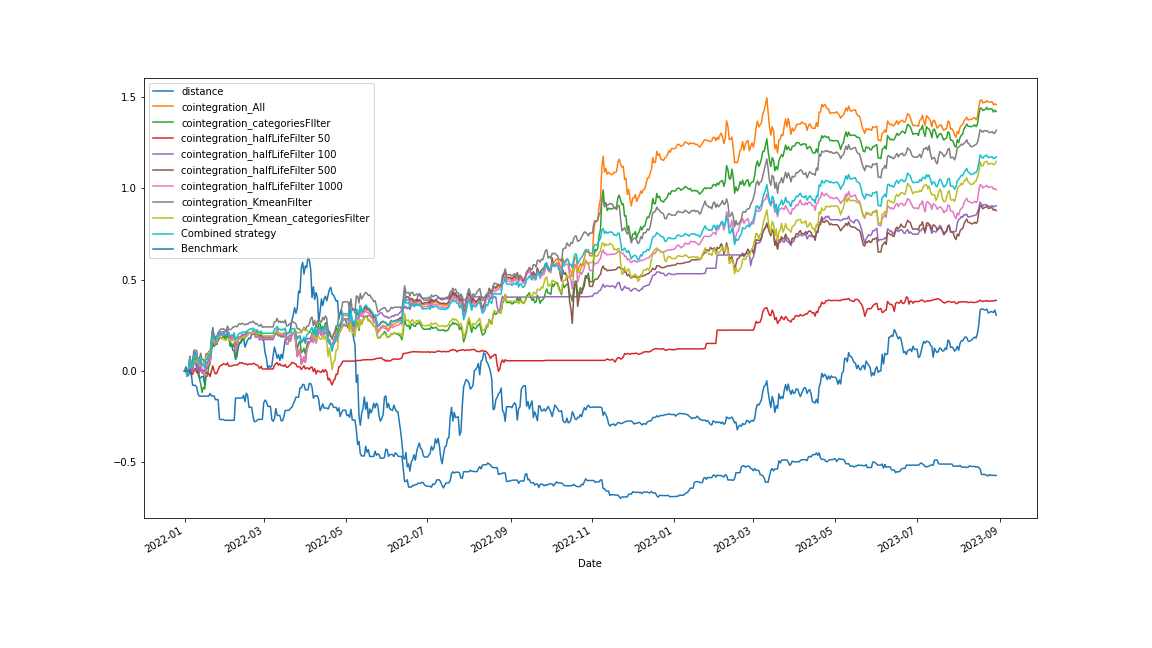 1.5
1.0
0.5
0.0
−0.5
distance
cointegration_All
cointegration_categoriesFIlter
cointegration_halfLifeFilter 50
cointegration_halfLifeFilter 100
cointegration_halfLifeFilter 500
cointegration_halfLifeFilter 1000
cointegration_KmeanFilter
cointegration_Kmean_categoriesFilter
Combined strategy
Benchmark
2022-01
2022-03
2022-05
2022-07
2022-09
2022-11
2023-01
2023-03
2023-05
2023-07
2023-09
Date